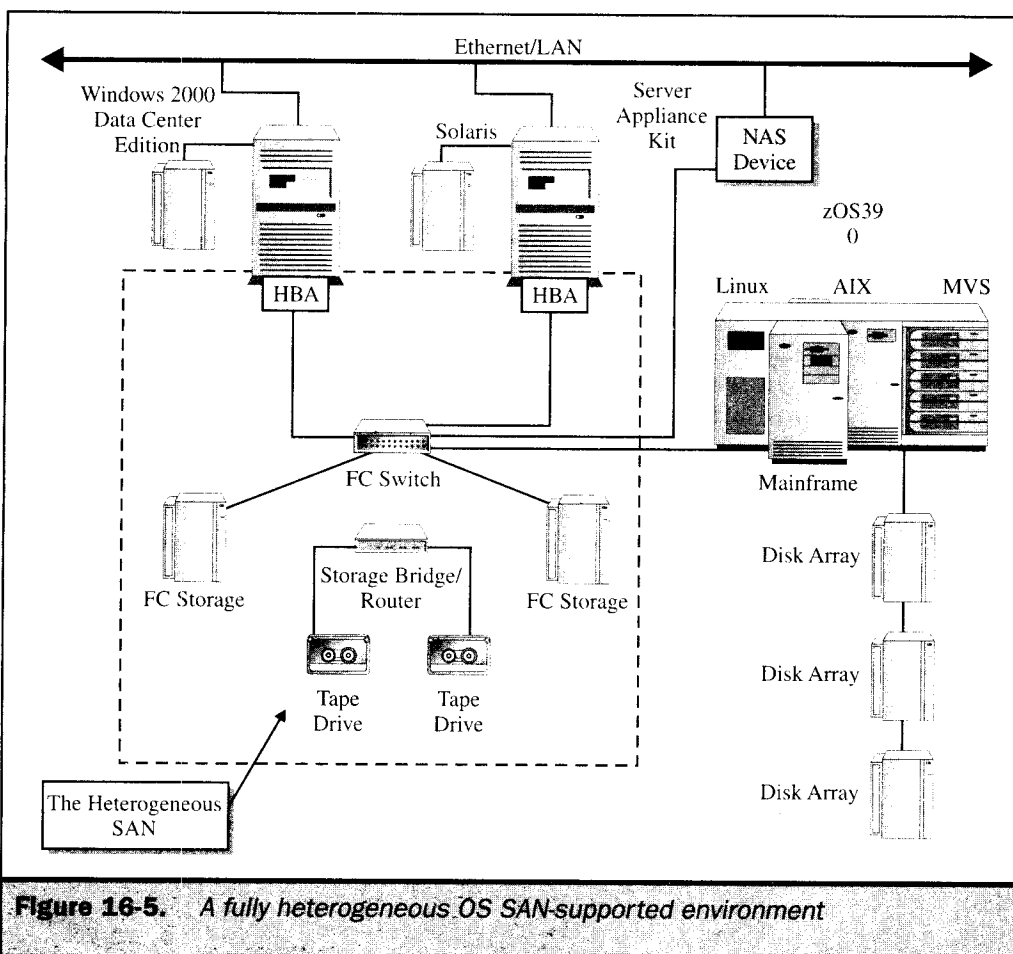 Ethernet/LAN
Windows 2000
Data Center
Edition
Solaris
Server
Appliance
Kit
NAS
Device
zOS39
0
HBA
HBA
Linux
AIX
MVS
FC Switch
Mainframe
FC Storage
Storage Bridge/
Router
FC Storage
Disk Array
Tape
Drive
Tape
Drive
Disk Array
The Heterogeneous
SAN
Disk Array
Figure 16-5. A fully heterogeneous OS SAN-supported environment